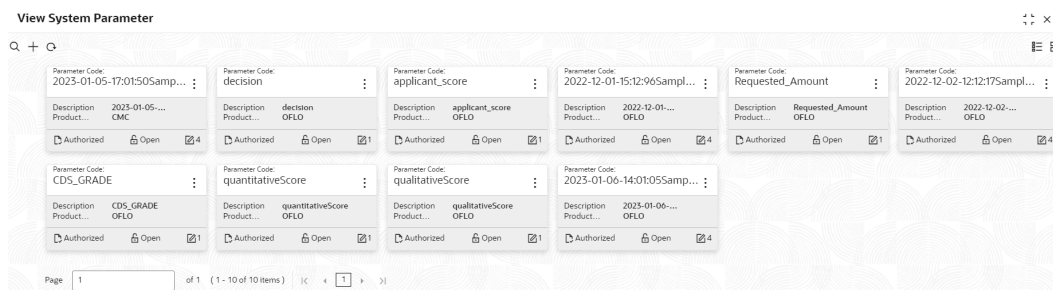 View System Parameter
Parameter Code:
2023-01-05-17:01:50Samp...
Description 2023-01-05-...
Product... CMC
Authorized Open 4
Parameter Code:
decision
Description decision
Product... OFLO
Authorized Open 1
Parameter Code:
applicant_score
Description applicant_score
Product... OFLO
Authorized Open 1
Parameter Code:
2022-12-01-15:12:96Sampl...
Description 2022-12-01-...
Product... OFLO
Authorized Open 4
Parameter Code:
Requested_Amount
Description Requested_Amount
Product... OFLO
Authorized Open 1
Parameter Code:
2022-12-02-12:12:17Sampl...
Description 2022-12-02-...
Product... OFLO
Authorized Open 4
Parameter Code:
CDS_GRADE
Description CDS_GRADE
Product... OFLO
Authorized Open 1
Parameter Code:
quantitativeScore
Description quantitativeScore
Product... OFLO
Authorized Open 1
Parameter Code:
qualitativeScore
Description qualitativeScore
Product... OFLO
Authorized Open 1
Parameter Code:
2023-01-06-14:01:05Samp...
Description 2023-01-06-...
Product... OFLO
Authorized Open 4
Page 1 of 1 (1 - 10 of 10 items) 1